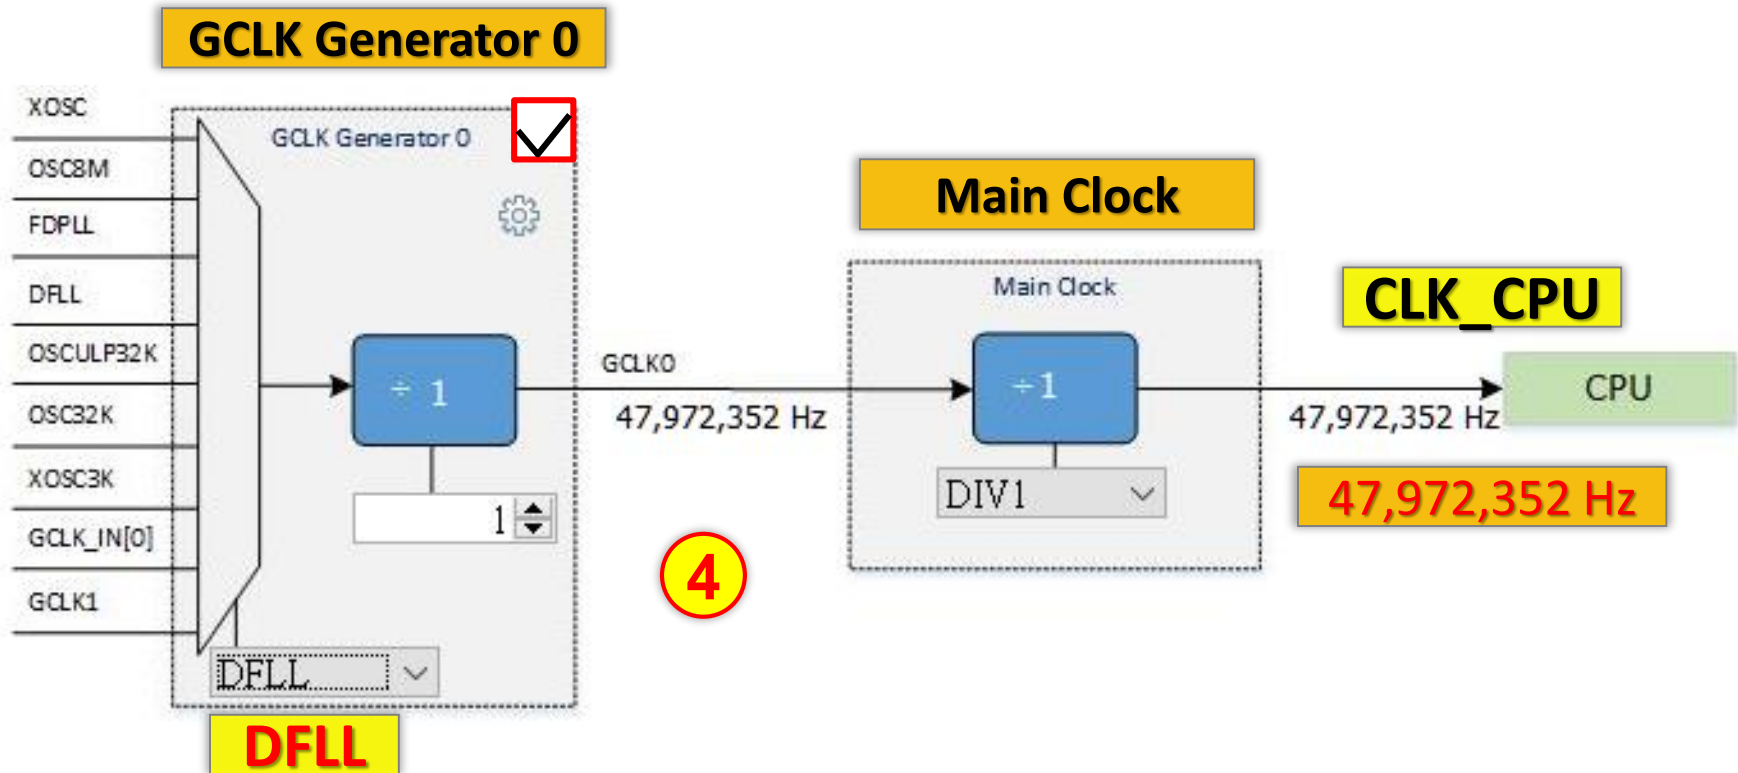 GCLK Generator 0
XOSC
OSC8M
FDPLL
DFLL
OSCULP32K
OSC32K
XOSC3K
GCLK_IN[0]
GCLK1
GCLK Generator 0
÷ 1
1
DFLL
DFLL
GCLK0
47,972,352 Hz
4
Main Clock
Main Clock
÷1
DIV1
CLK_CPU
CPU
47,972,352 Hz
47,972,352 Hz